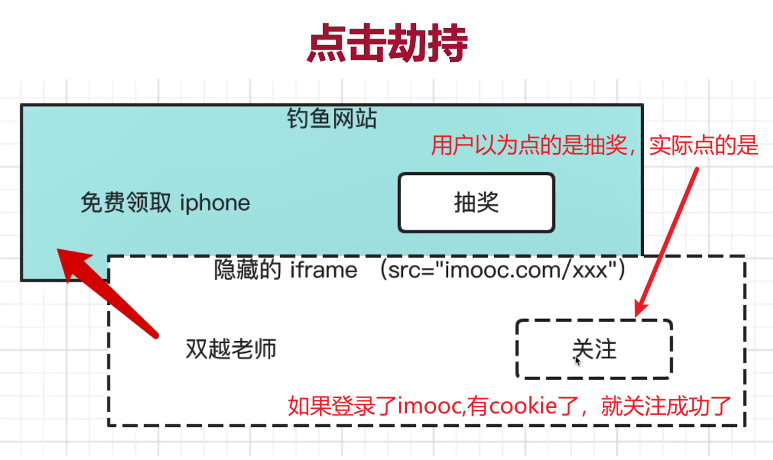 点击劫持
钓鱼网站
用户以为点的是抽奖，实际点的是
免费领取 iphone
抽奖
隐藏的 iframe （src="imooc.com/xxx"）
双越老师
关注
如果登录了imooc,有cookie了，就关注成功了